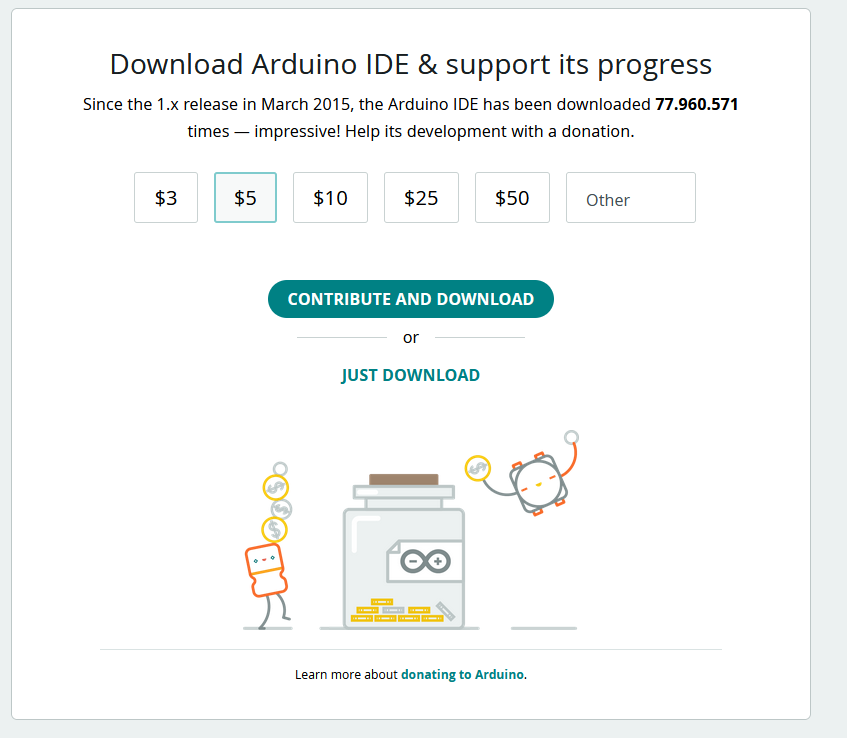 Download Arduino IDE & support its progress
Since the 1.x release in March 2015, the Arduino IDE has been downloaded 77.960.571
times — impressive! Help its development with a donation.
$3 $5 $10 $25 $50 Other
CONTRIBUTE AND DOWNLOAD
or
JUST DOWNLOAD
Learn more about donating to Arduino.